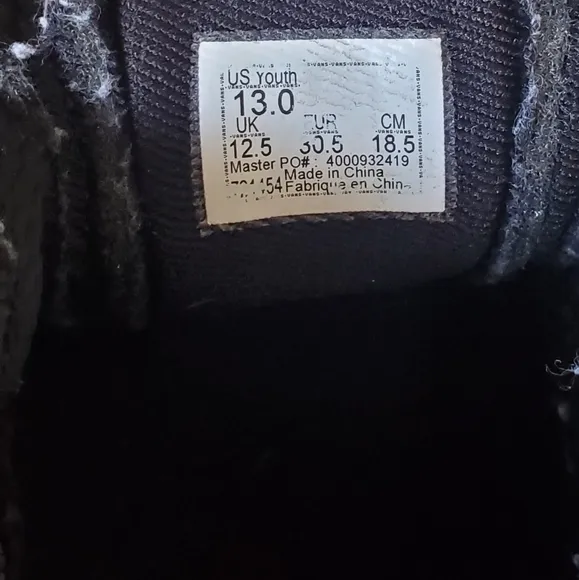 US Youth
13.0
UK EUR CM
12.5 30.5 18.5
Master PO# : 4000932419
Made in China
Fabrique en Chin